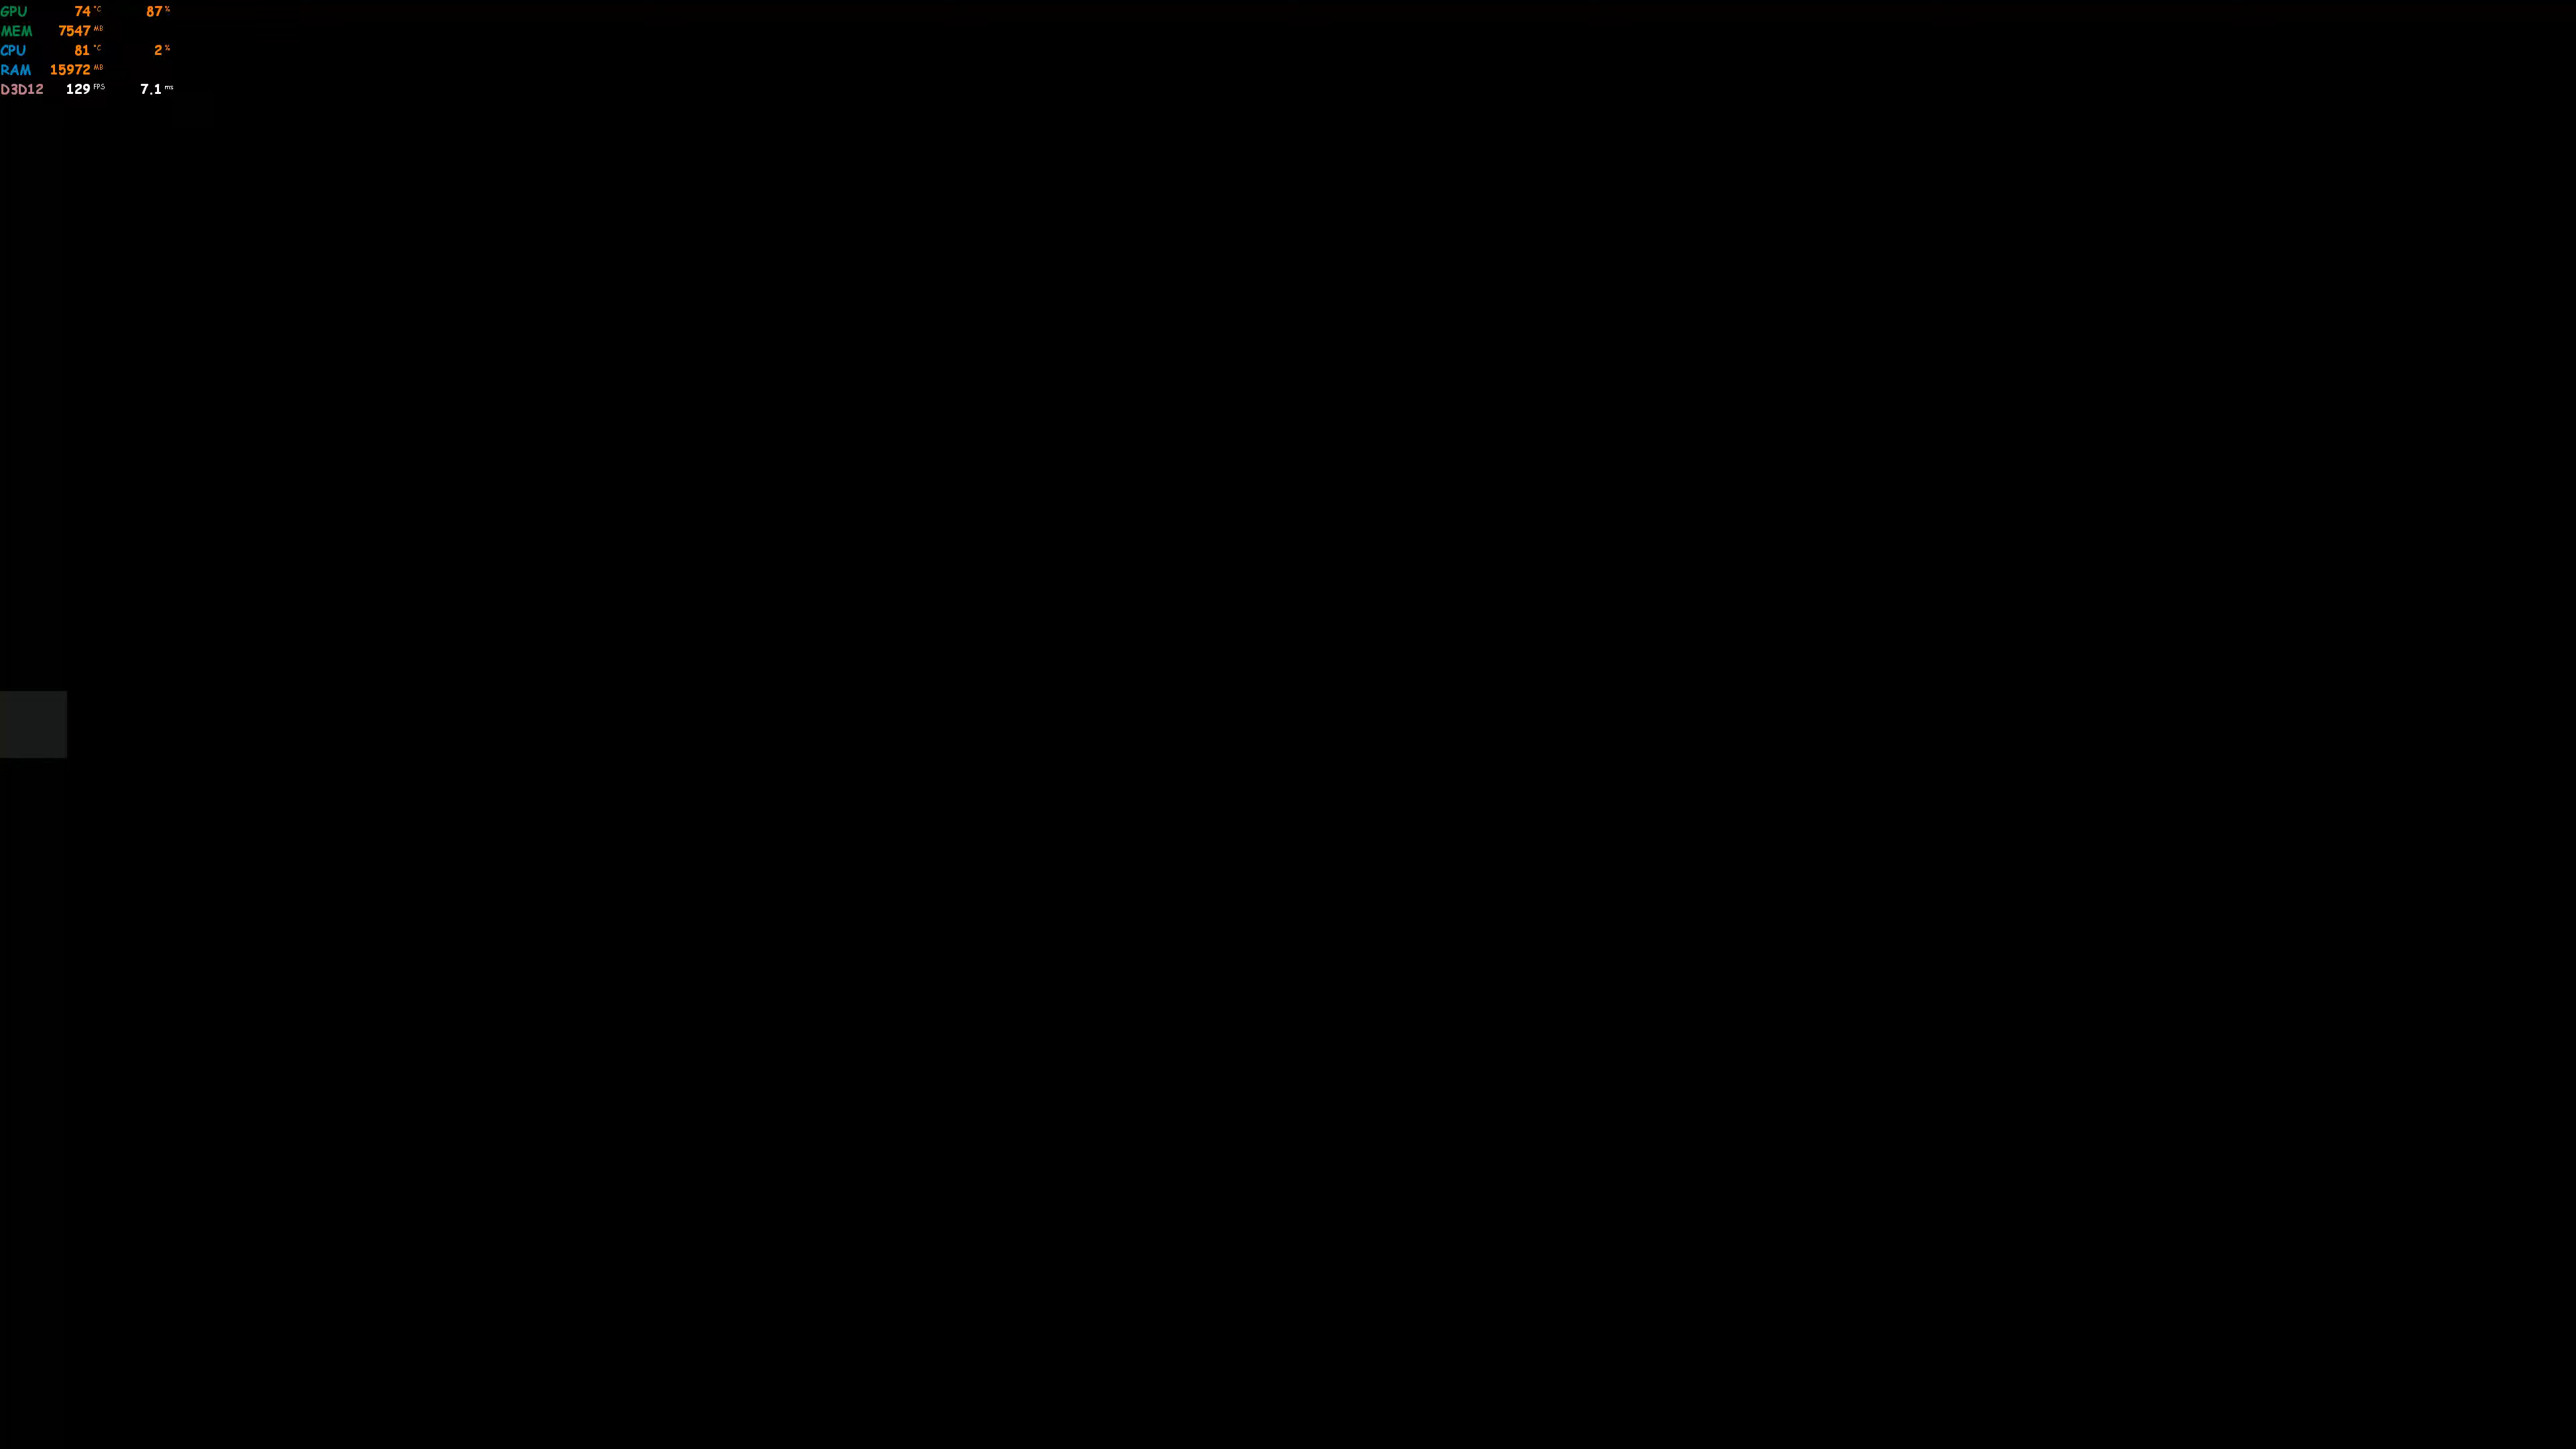 GPU 74 °C 87 %
MEM 7547 MB
CPU 81 °C 2 %
RAM 15972 MB
D3D12 129 FPS 7.1 ms